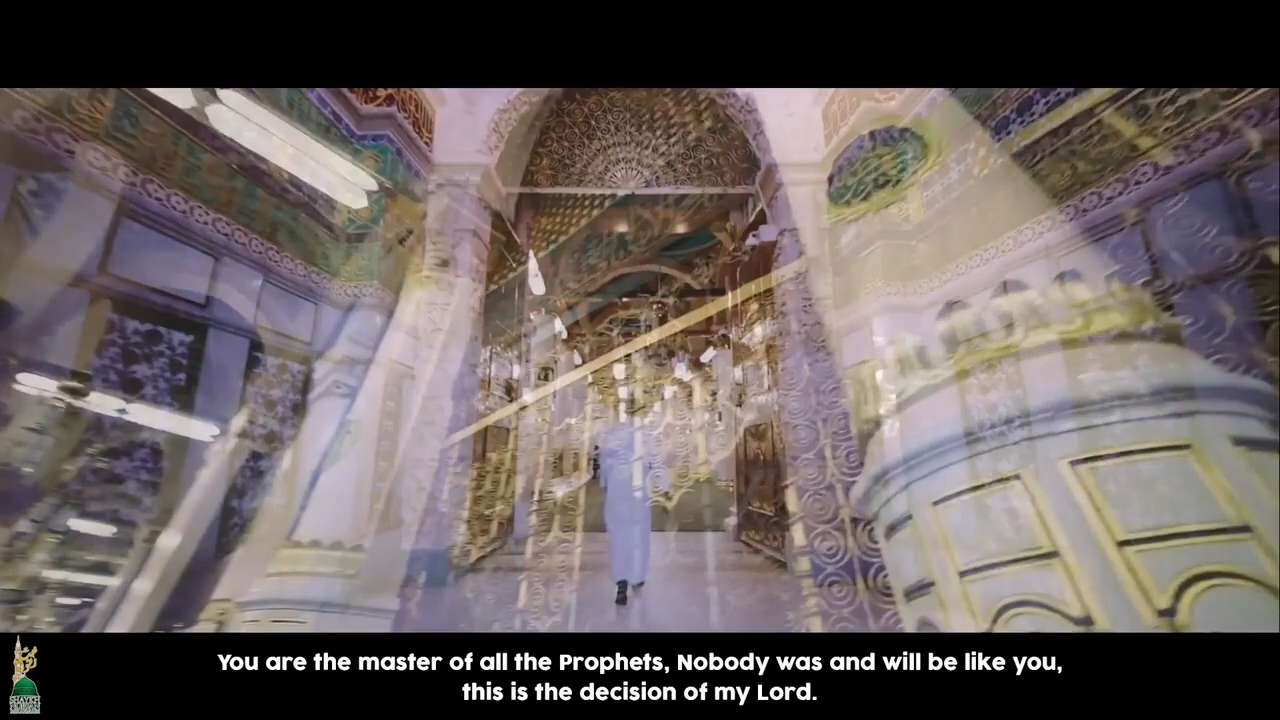 You are the master of all the Prophets, Nobody was and will be like you,
this is the decision of my Lord.